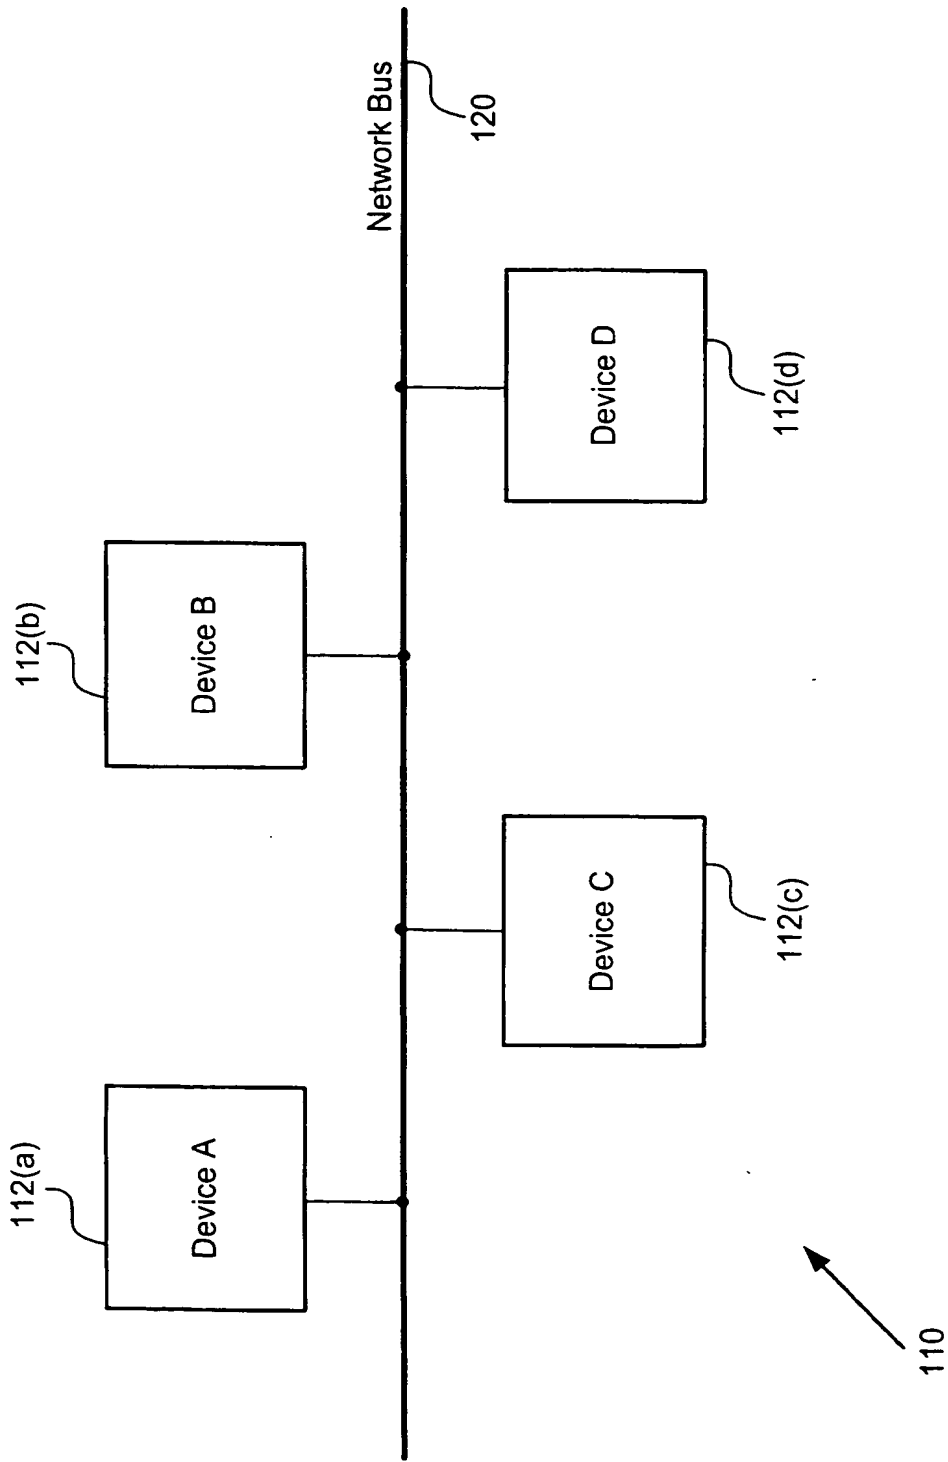 112(a)
112(b)
Device A
Device B
Network Bus
120
Device C
Device D
112(c)
112(d)
110